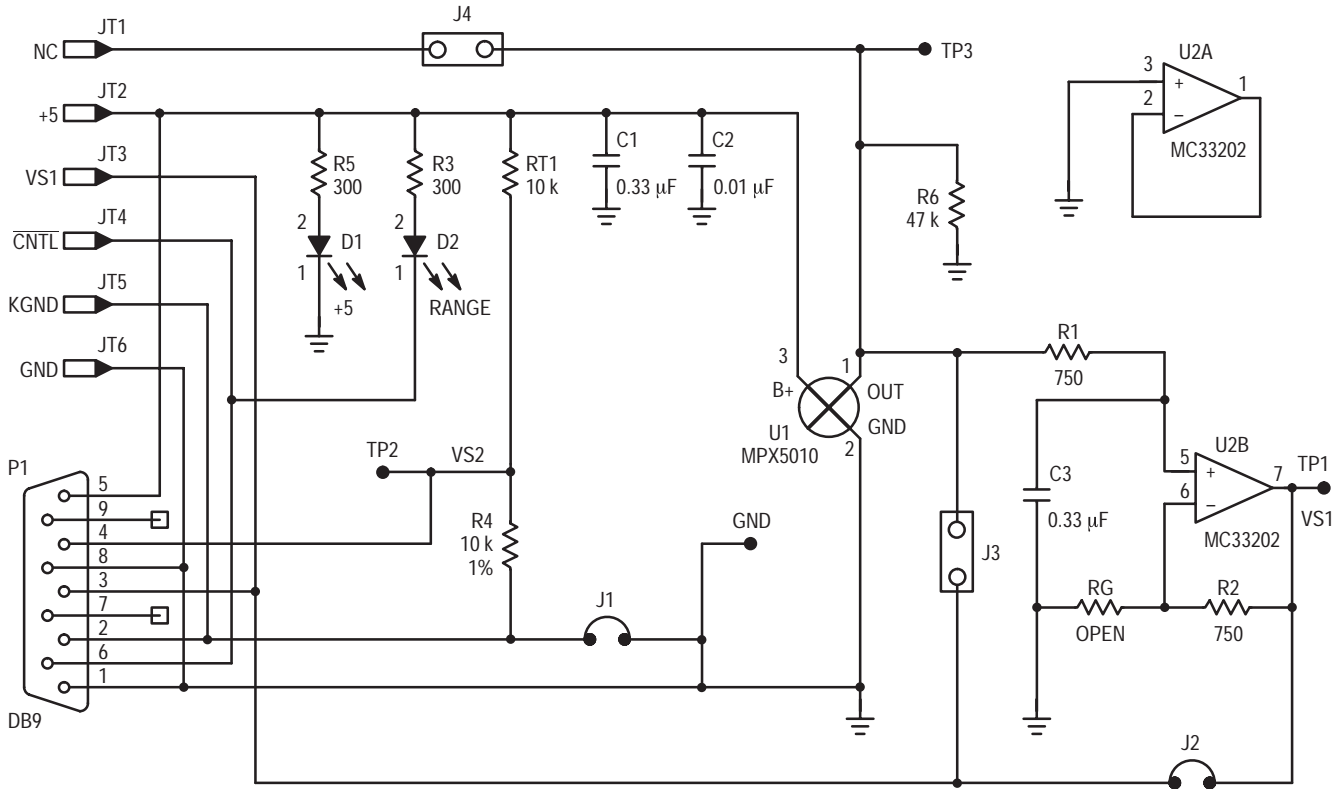 JT1
NC
J4
TP3
U2A
3
+
2
−
1
MC33202
JT2
+5
JT3
VS1
JT4
CNTL
JT5
KGND
JT6
GND
R5
300
2
D1
1
+5
R3
300
2
D2
1
RANGE
RT1
10 k
C1
0.33 µF
C2
0.01 µF
R6
47 k
3
B+
1
OUT
GND
U1
2
MPX5010
R1
750
C3
0.33 µF
U2B
5
+
6
−
7
TP1
VS1
MC33202
RG
OPEN
R2
750
J3
J2
TP2
VS2
R4
10 k
1%
GND
J1
P1
5
9
4
8
3
7
2
6
1
DB9